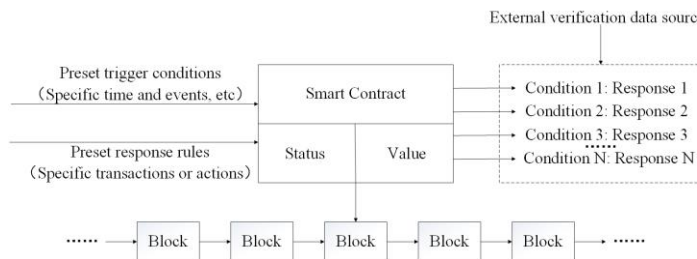 External verification data source
Preset trigger conditions
（Specific time and events, etc）
Smart Contract
Condition 1: Response 1
Condition 2: Response 2
Condition 3: Response 3
······
Condition N: Response N
Preset response rules
（Specific transactions or actions）
Status
Value
······ Block Block Block Block Block ······